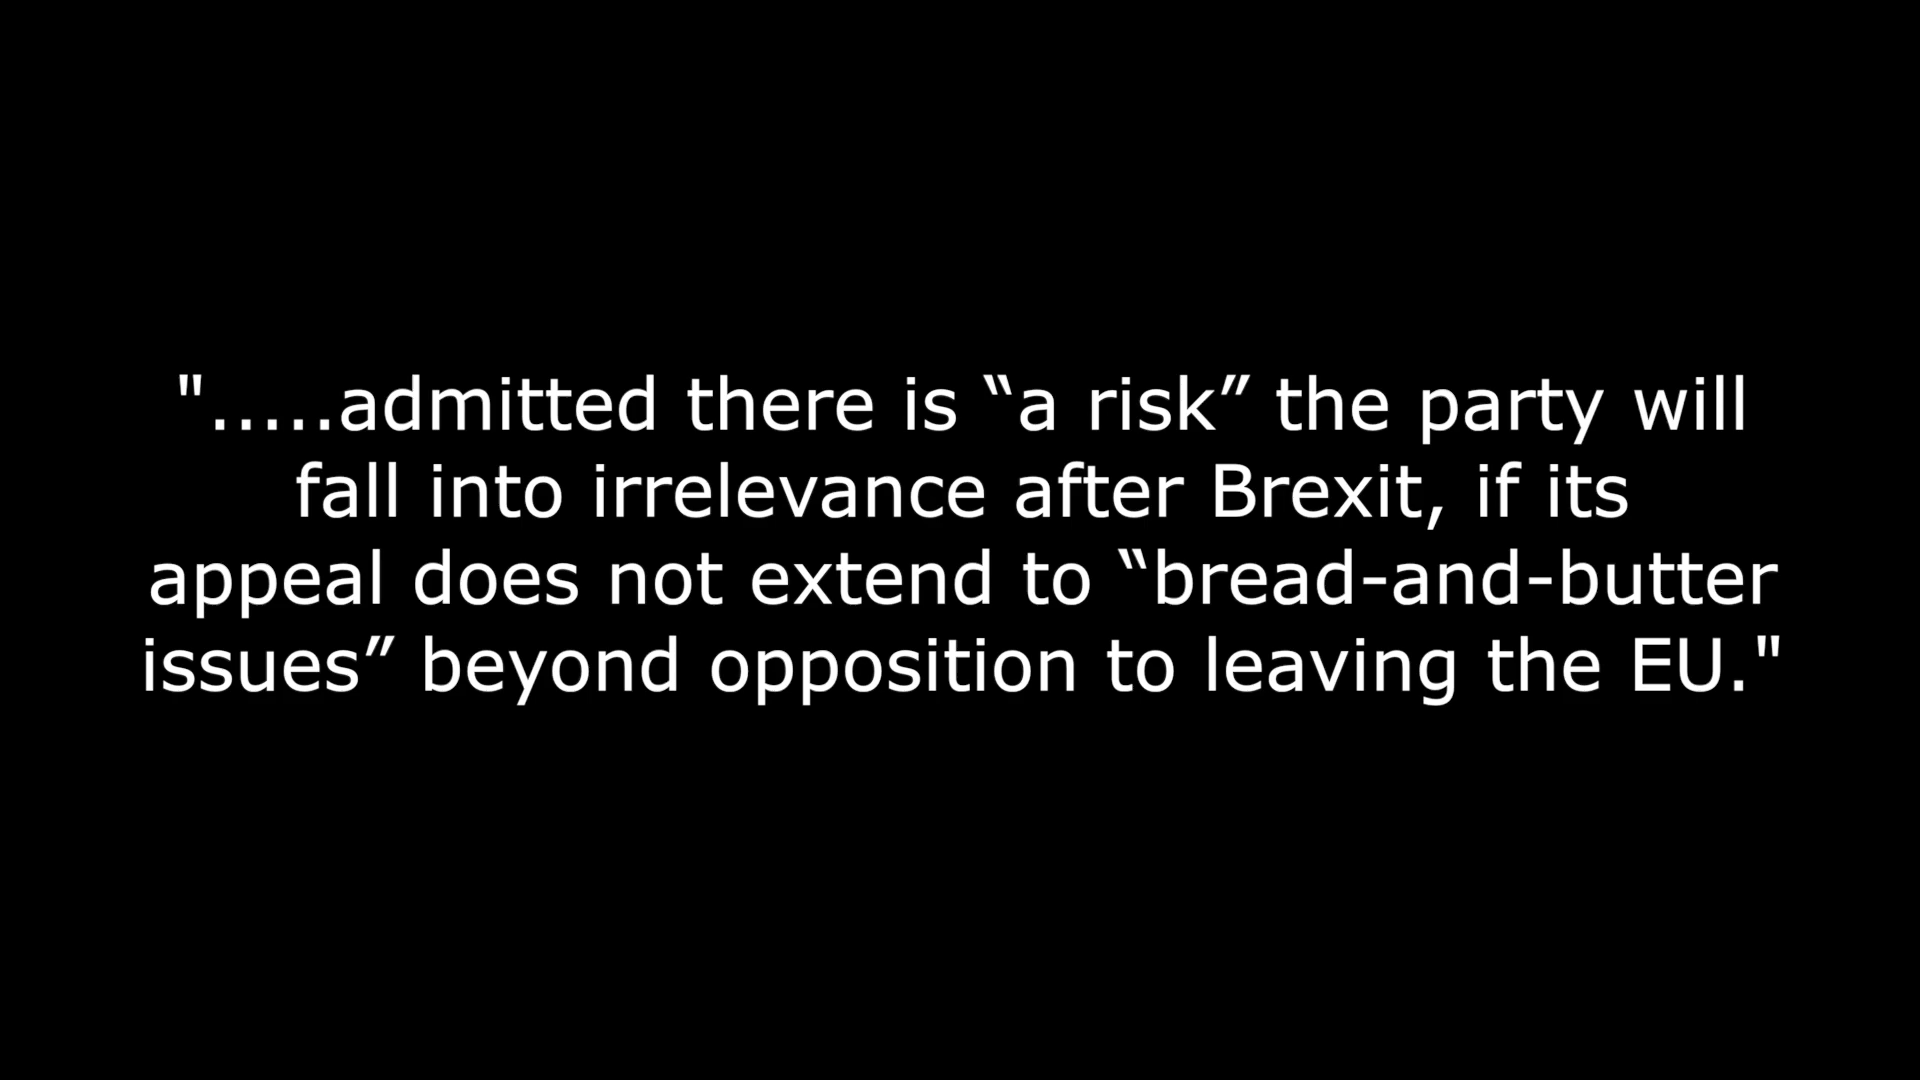 ".....admitted there is “a risk” the party will
fall into irrelevance after Brexit, if its
appeal does not extend to “bread-and-butter
issues” beyond opposition to leaving the EU."